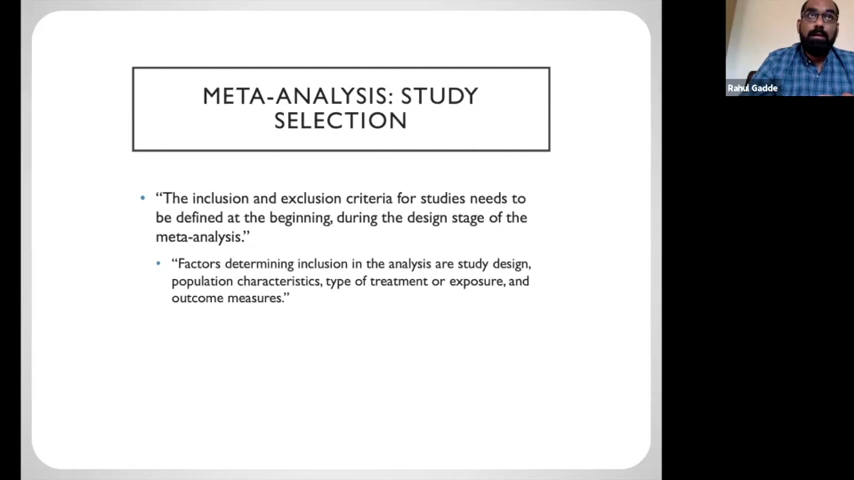 META-ANALYSIS: STUDY
SELECTION
• “The inclusion and exclusion criteria for studies needs to
be defined at the beginning, during the design stage of the
meta-analysis.”
• “Factors determining inclusion in the analysis are study design,
population characteristics, type of treatment or exposure, and
outcome measures.”
Rahul Gadde